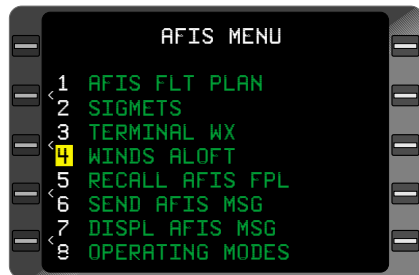 AFIS MENU
1 AFIS FLT PLAN
2 SIGMETS
3 TERMINAL WX
4 WINDS ALOFT
5 RECALL AFIS FPL
6 SEND AFIS MSG
7 DISPL AFIS MSG
8 OPERATING MODES